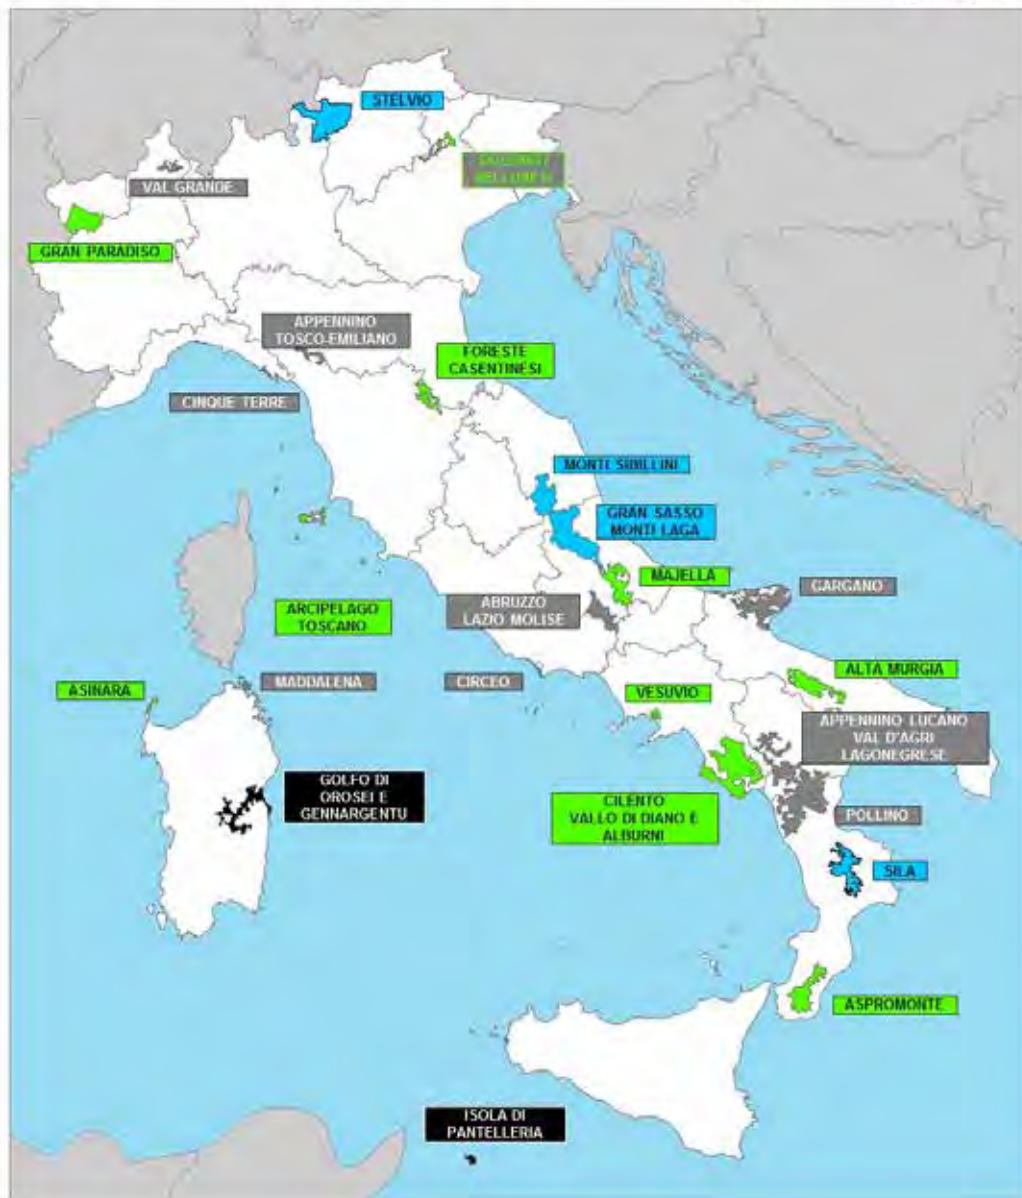 STELVIO
DOLOMITI
BELLUNESI
VAL GRANDE
GRAN PARADISO
APPENNINO
TOSCO-EMILIANO
FORESTE
CASENTINESI
CINQUE TERRE
MONTI SIBILLINI
GRAN SASSO
MONTI LAGA
MAJELLA
GARGANO
ABRUZZO
LAZIO MOLISE
ARCIPELAGO
TOSCANO
ALTA MURGIA
ASINARA
MADDALENA
CIRCEO
VESUVIO
APPENNINO LUCANO
VAL D'AGRI
LAGONEGRESE
GOLFO DI
OROSEI E
GENNARGENTU
CILENTO
VALLO DI DIANO E
ALBURNI
POLLINO
SILA
ASPROMONTE
ISOLA DI
PANTELLERIA